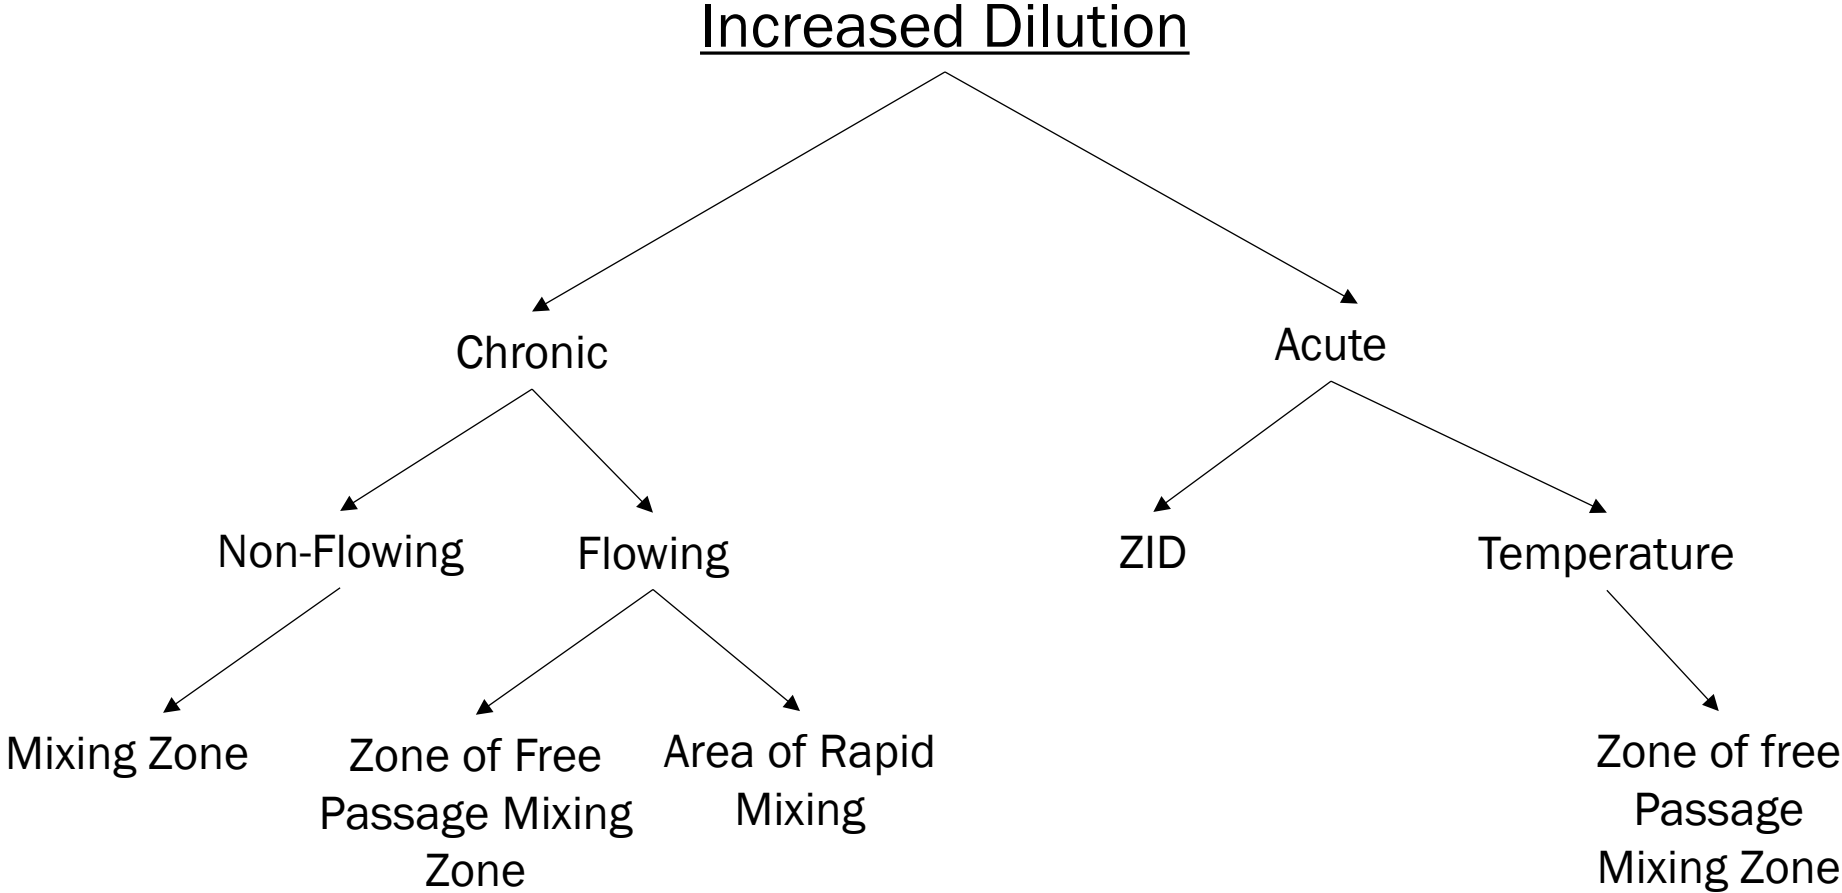 Increased Dilution
Chronic
Acute
Non-Flowing
Flowing
ZID
Temperature
Mixing Zone
Zone of Free
Passage Mixing
Zone
Area of Rapid
Mixing
Zone of free
Passage
Mixing Zone